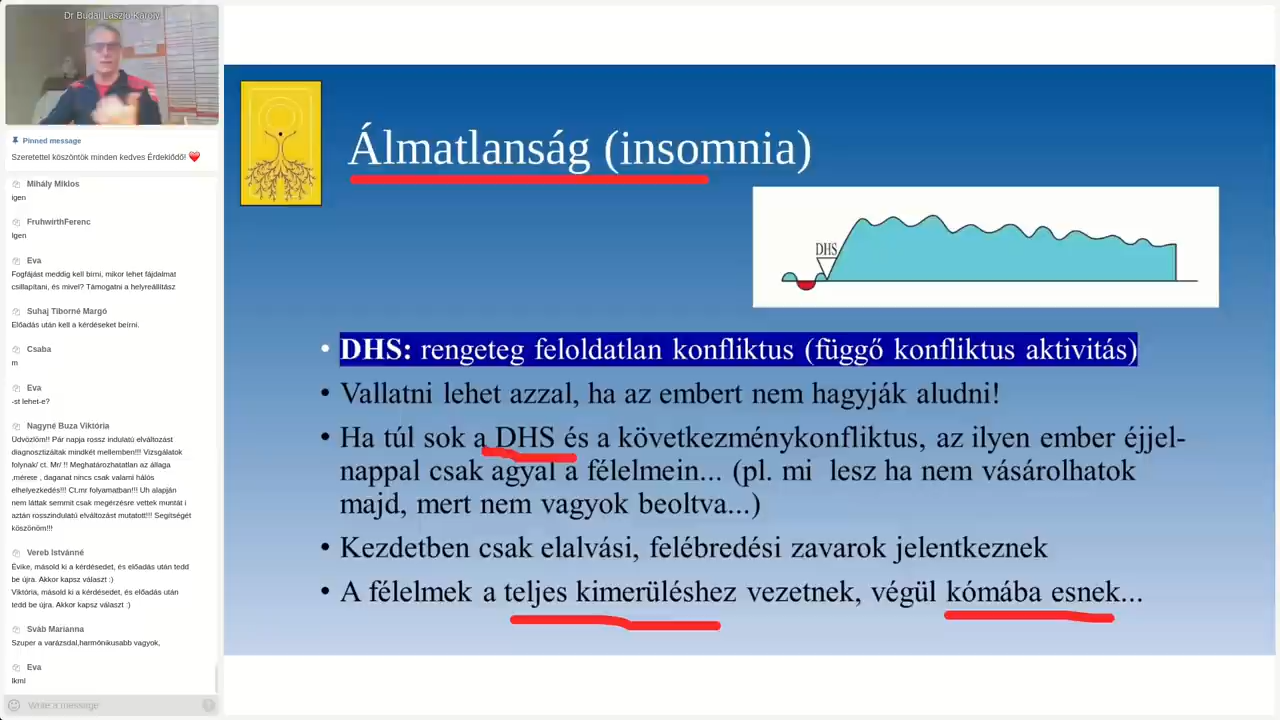 Dr Budai László Károly
Pinned message
Szeretettel köszöntök minden kedves Érdeklődő! ❤️
Mihály Miklos
igen
FruhwirthFerenc
Igen
Eva
Fogfájást meddig kell bírni, mikor lehet fájdalmat
csillapítani, és mivel? Támogatni a helyreállítász
Suhaj Tiborné Margó
Előadás után kell a kérdéseket beírni.
Csaba
m
Eva
-st lehet-e?
Nagyné Buza Viktória
Üdvözlöm!! Pár napja rossz indulatú elváltozást
diagnosztizáltak mindkét mellemben!!! Vizsgálatok
folynak/ ct. Mr/ !! Meghatározhatatlan az állaga
,mérete , daganat nincs csak valami hálós
elhelyezkedés!!! Ct.mr folyamatban!!! Uh alapján
nem láttak semmit csak megérzésre vettek muntát i
aztán rosszindulatú elváltozást mutatott!!! Segítségét
köszönöm!!!
Vereb Istvánné
Évike, másold ki a kérdésedet, és előadás után tedd
be újra. Akkor kapsz választ :)
Viktória, másold ki a kérdésedet, és előadás után
tedd be újra. Akkor kapsz választ :)
Sváb Marianna
Szuper a varázsdal,harmónikusabb vagyok,
Eva
Ikml
Write a message
Álmatlanság (insomnia)
DHS
• DHS: rengeteg feloldatlan konfliktus (függő konfliktus aktivitás)
• Vallatni lehet azzal, ha az embert nem hagyják aludni!
• Ha túl sok a DHS és a következménykonfliktus, az ilyen ember éjjel-
nappal csak agyal a félelmein... (pl. mi lesz ha nem vásárolhatok
majd, mert nem vagyok beoltva...)
• Kezdetben csak elalvási, felébredési zavarok jelentkeznek
• A félelmek a teljes kimerüléshez vezetnek, végül kómába esnek...